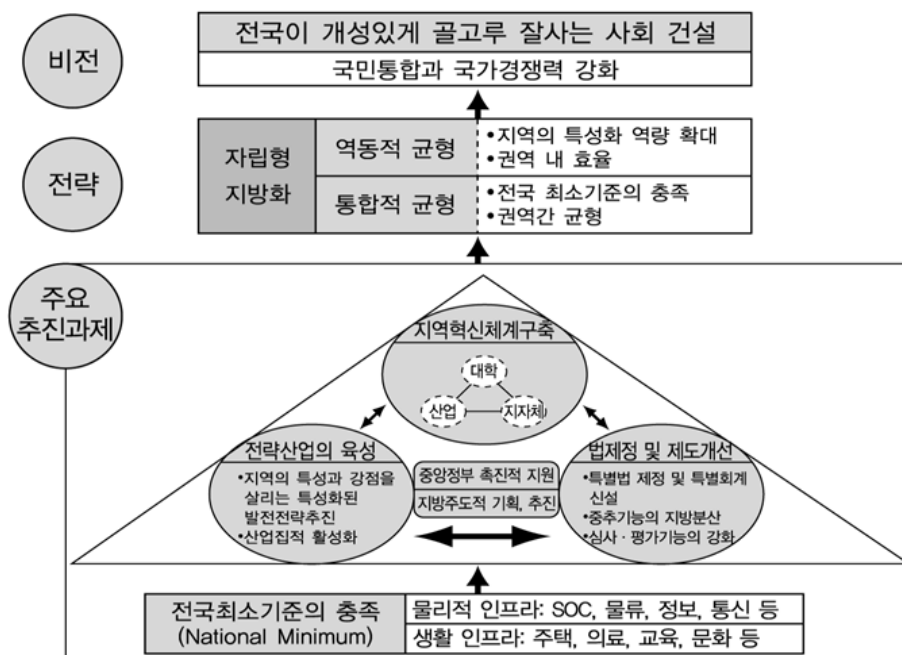 비전
전국이 개성있게 골고루 잘사는 사회 건설
국민통합과 국가경쟁력 강화
전략
자립형
지방화
역동적 균형
•지역의 특성화 역량 확대
•권역 내 효율
통합적 균형
•전국 최소기준의 충족
•권역간 균형
주요
추진과제
지역혁신체계구축
대학
산업
지자체
전략산업의 육성
•지역의 특성과 강점을
살리는 특성화된
발전전략추진
•산업집적 활성화
중앙정부 촉진적 지원
지방주도적 기획, 추진
법제정 및 제도개선
•특별법 제정 및 특별회계
신설
•중추기능의 지방분산
•심사·평가기능의 강화
전국최소기준의 충족
(National Minimum)
물리적 인프라: SOC, 물류, 정보, 통신 등
생활 인프라: 주택, 의료, 교육, 문화 등